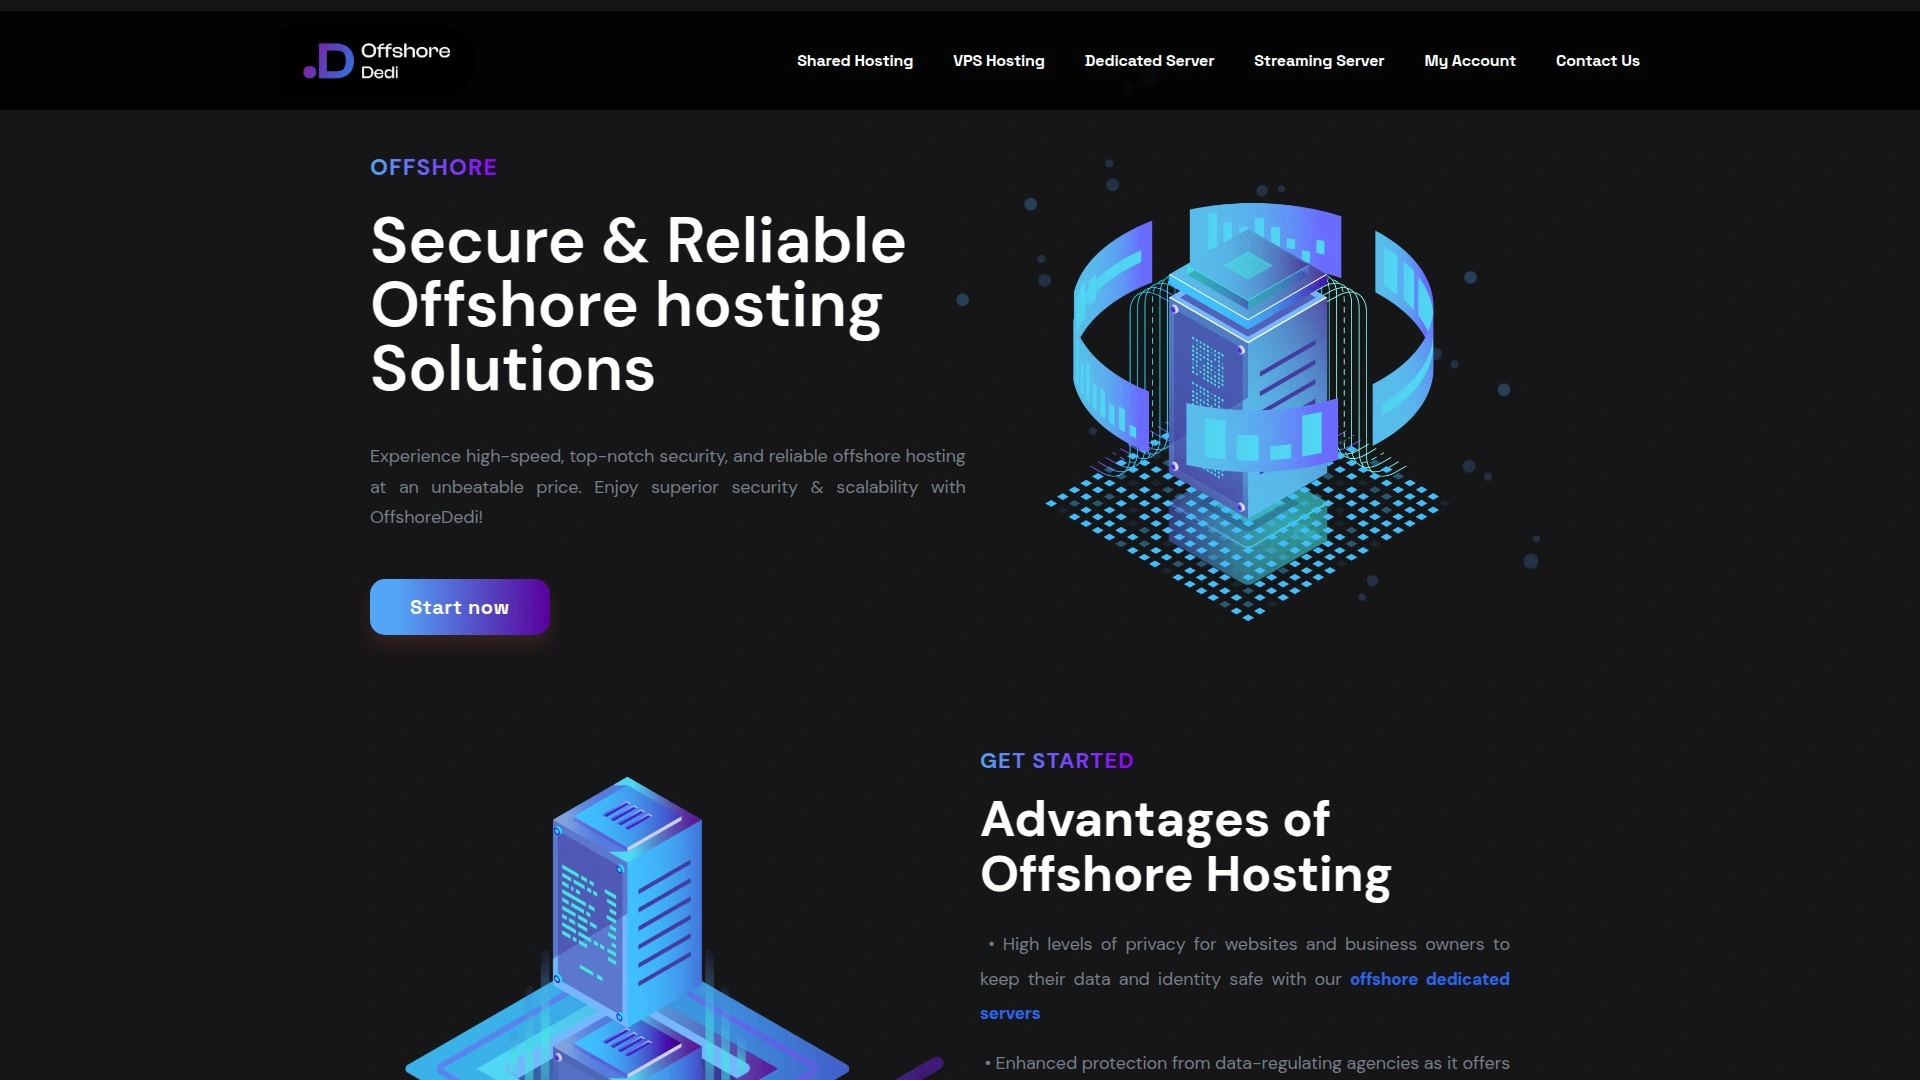 Offshore
Dedi
Shared Hosting
VPS Hosting
Dedicated Server
Streaming Server
My Account
Contact Us
OFFSHORE
Secure & Reliable
Offshore hosting
Solutions
Experience high-speed, top-notch security, and reliable offshore hosting
at an unbeatable price. Enjoy superior security & scalability with
OffshoreDedi!
Start now
GET STARTED
Advantages of
Offshore Hosting
• High levels of privacy for websites and business owners to
keep their data and identity safe with our offshore dedicated
servers
• Enhanced protection from data-regulating agencies as it offers